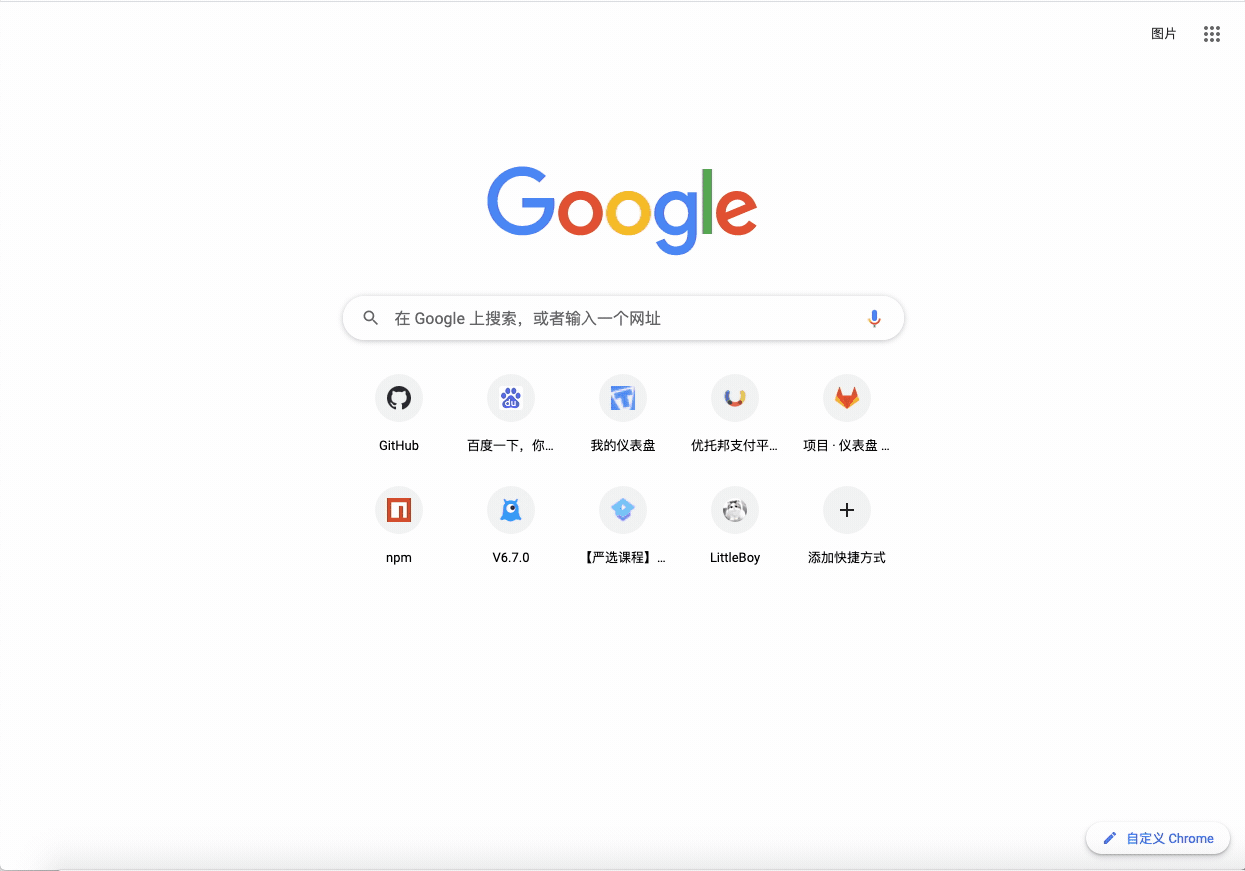 图片
Google
在 Google 上搜索，或者输入一个网址
GitHub
du
百度一下，你...
我的仪表盘
优托邦支付平...
项目 · 仪表盘 ...
npm
V6.7.0
【严选课程】...
LittleBoy
添加快捷方式
自定义 Chrome